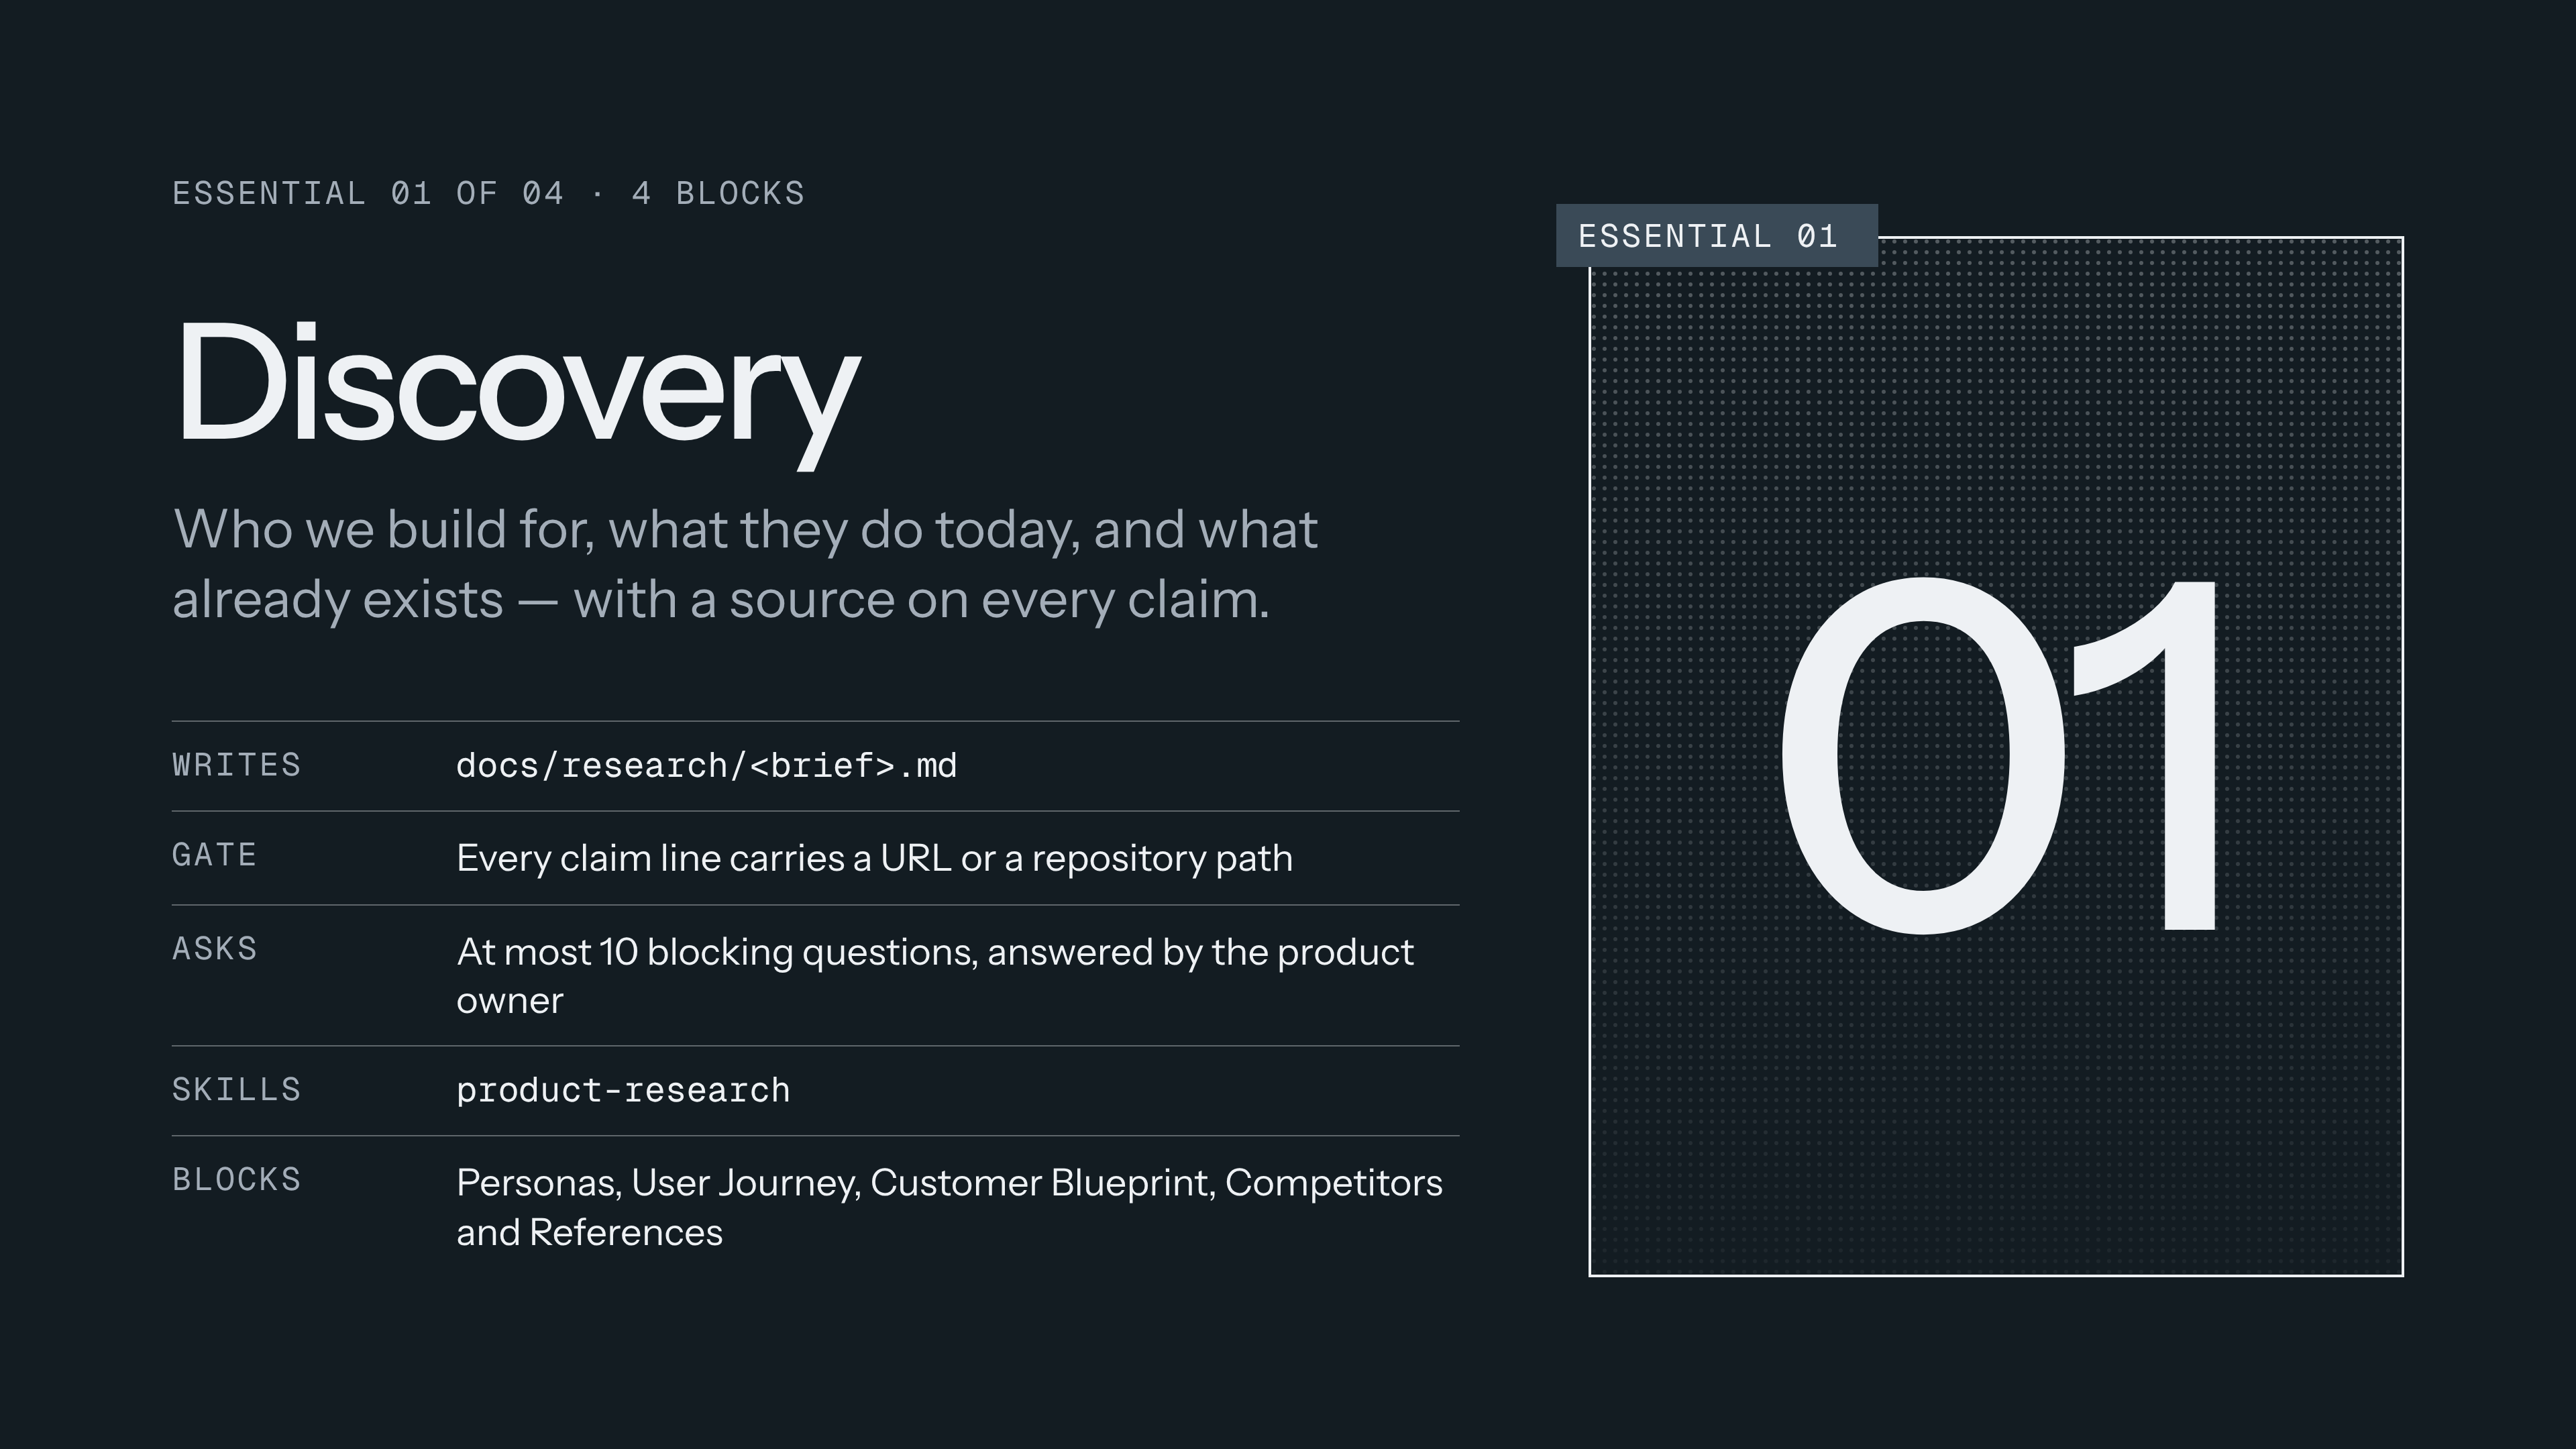 ESSENTIAL 01 OF 04 · 4 BLOCKS
Discovery
Who we build for, what they do today, and what
already exists — with a source on every claim.
WRITES docs/research/<brief>.md
GATE Every claim line carries a URL or a repository path
ASKS At most 10 blocking questions, answered by the product
owner
SKILLS product-research
BLOCKS Personas, User Journey, Customer Blueprint, Competitors
and References
ESSENTIAL 01
01